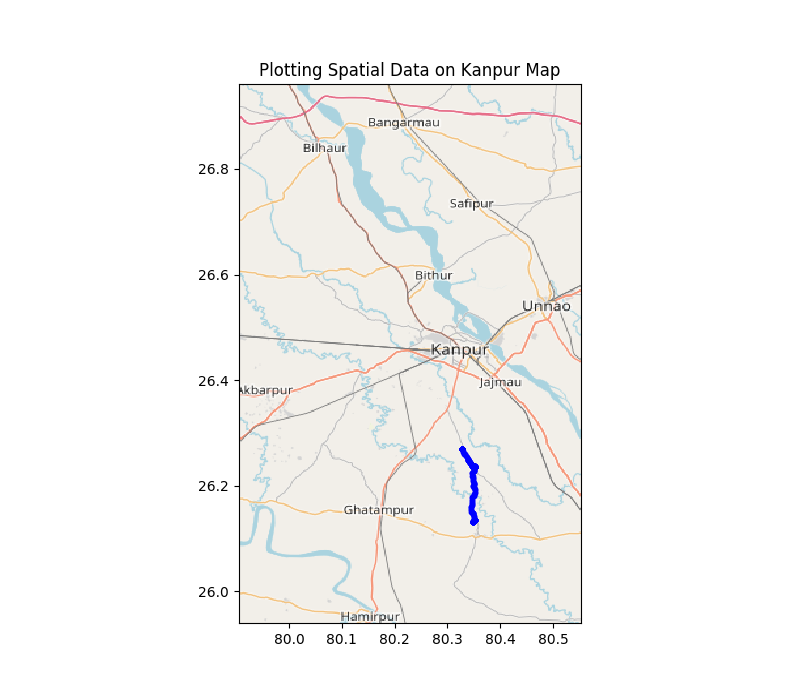 Plotting Spatial Data on Kanpur Map
Bangarmau
Bilhaur
26.8
Safipur
Bithur
26.6
Unnao
Kanpur
Jajmau
26.4
Akbarpur
26.2
Ghatampur
26.0
Hamirpur
80.0 80.1 80.2 80.3 80.4 80.5